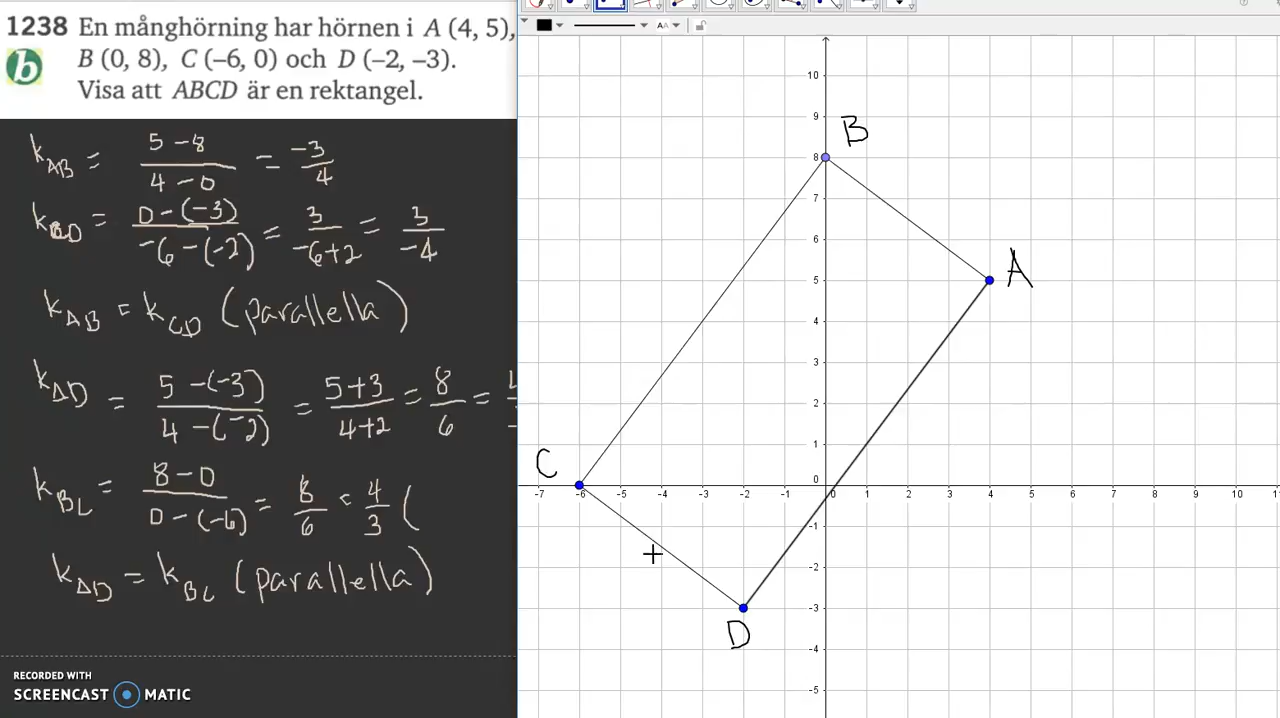 1238 En månghörning har hörnen i A (4, 5),
b B (0, 8), C (−6, 0) och D (−2, −3).
Visa att ABCD är en rektangel.
k_AB = (5 − 8)/(4 − 0) = −3/4
k_CD = (0 − (−3))/(−6 − (−2)) = 3/(−6+2) = 3/−4
k_AB = k_CD (parallella)
k_AD = (5 − (−3))/(4 − (−2)) = (5+3)/(4+2) = 8/6 =
k_BC = (8 − 0)/(0 − (−6)) = 8/6 = 4/3 (
k_AD = k_BC (parallella)
RECORDED WITH
SCREENCAST MATIC
10
9
B
8
7
6
A
5
4
3
2
1
C
0
-7 -6 -5 -4 -3 -2 -1 0 1 2 3 4 5 6 7 8 9 10 11
-1
-2
-3
D
-4
-5